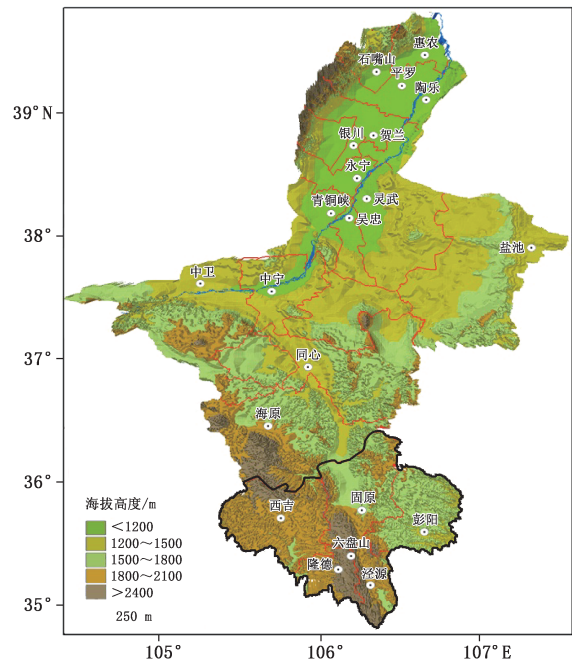 惠农
石嘴山
平罗
陶乐
39°N
银川
贺兰
永宁
青铜峡
灵武
吴忠
38°
盐池
中卫
中宁
37°
同心
海原
36°
海拔高度/m
<1200
1200～1500
1500～1800
1800～2100
>2400
250 m
西吉
固原
彭阳
六盘山
隆德
泾源
35°
105°
106°
107°E